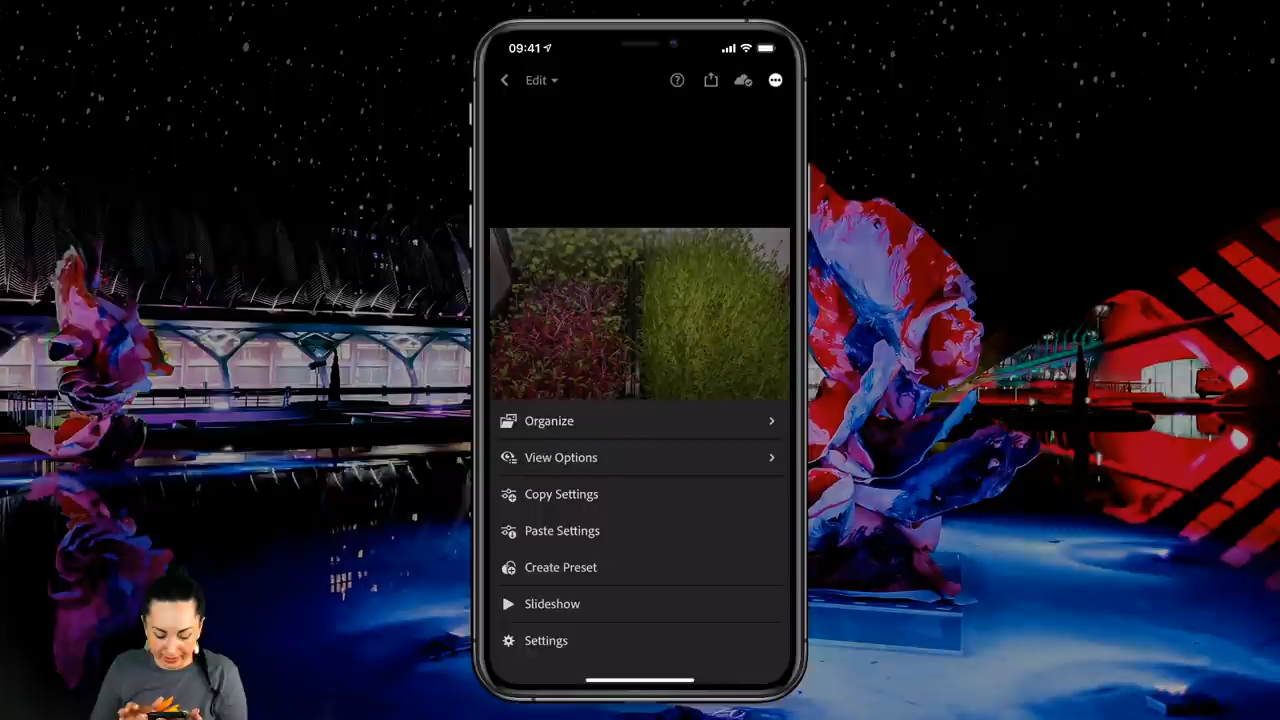 09:41
Edit
Organize
View Options
Copy Settings
Paste Settings
Create Preset
Slideshow
Settings